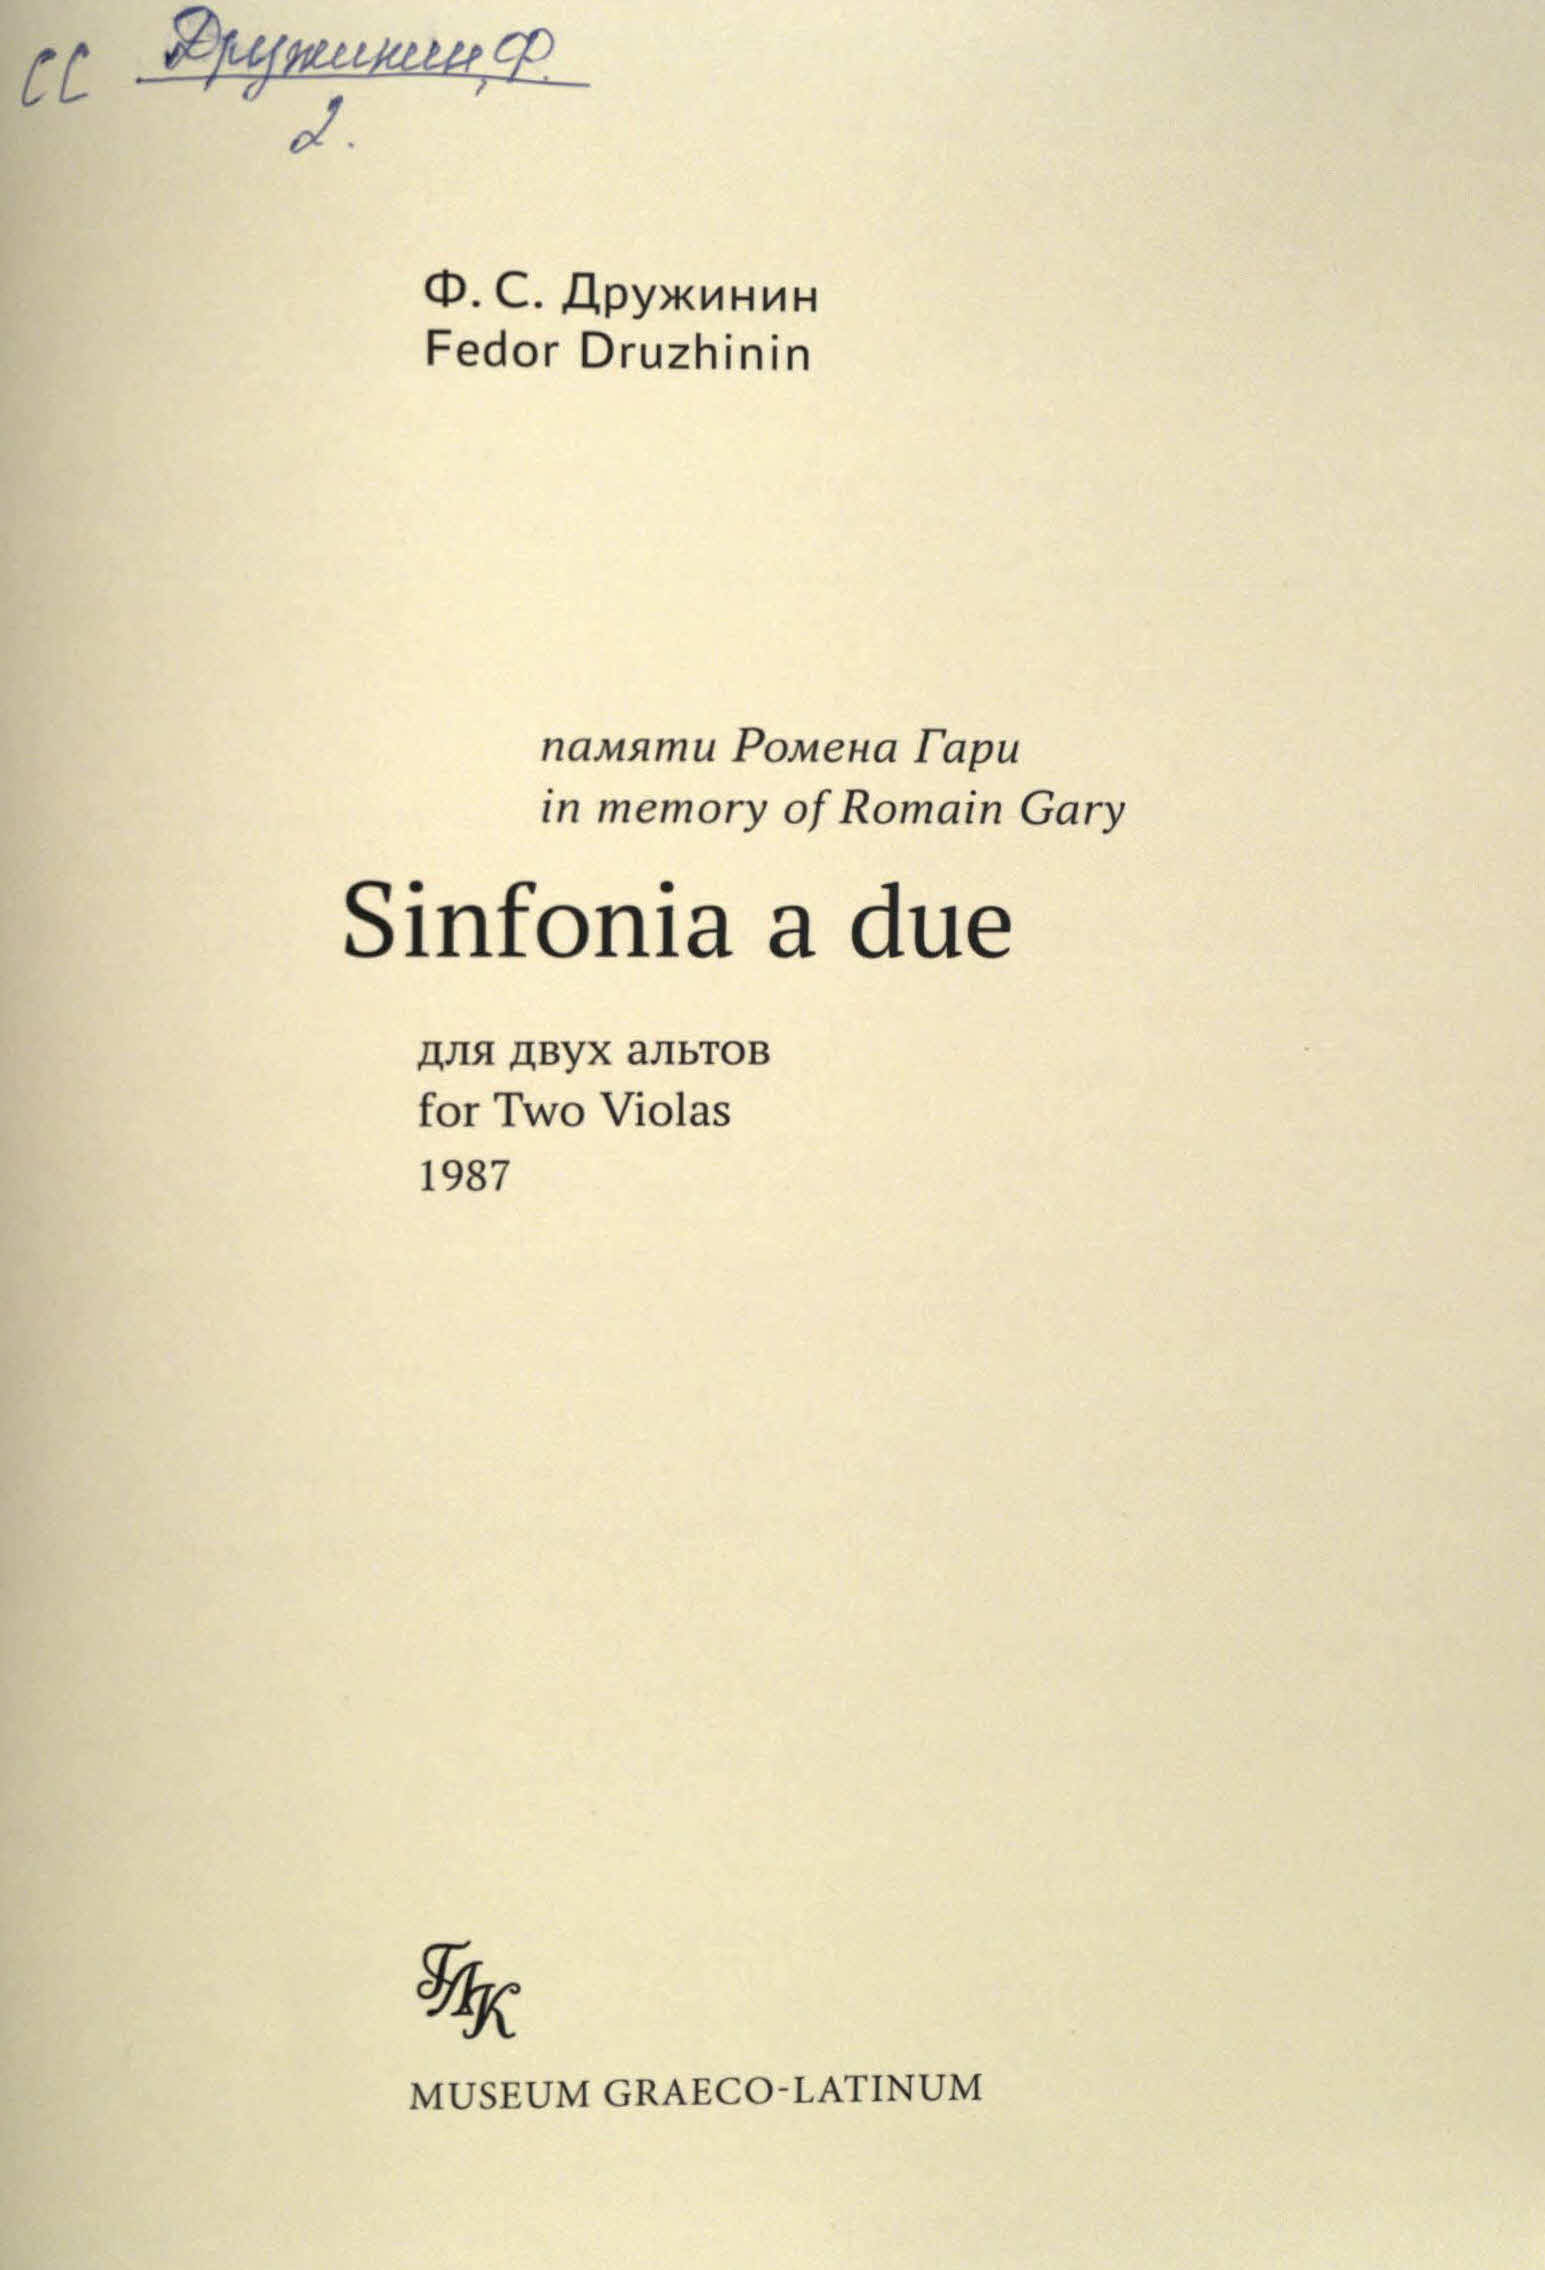 СС Дружинин, Ф.
2.
Ф. С. Дружинин
Fedor Druzhinin
памяти Ромена Гари
in memory of Romain Gary
Sinfonia a due
для двух альтов
for Two Violas
1987
ГЛК
MUSEUM GRAECO-LATINUM